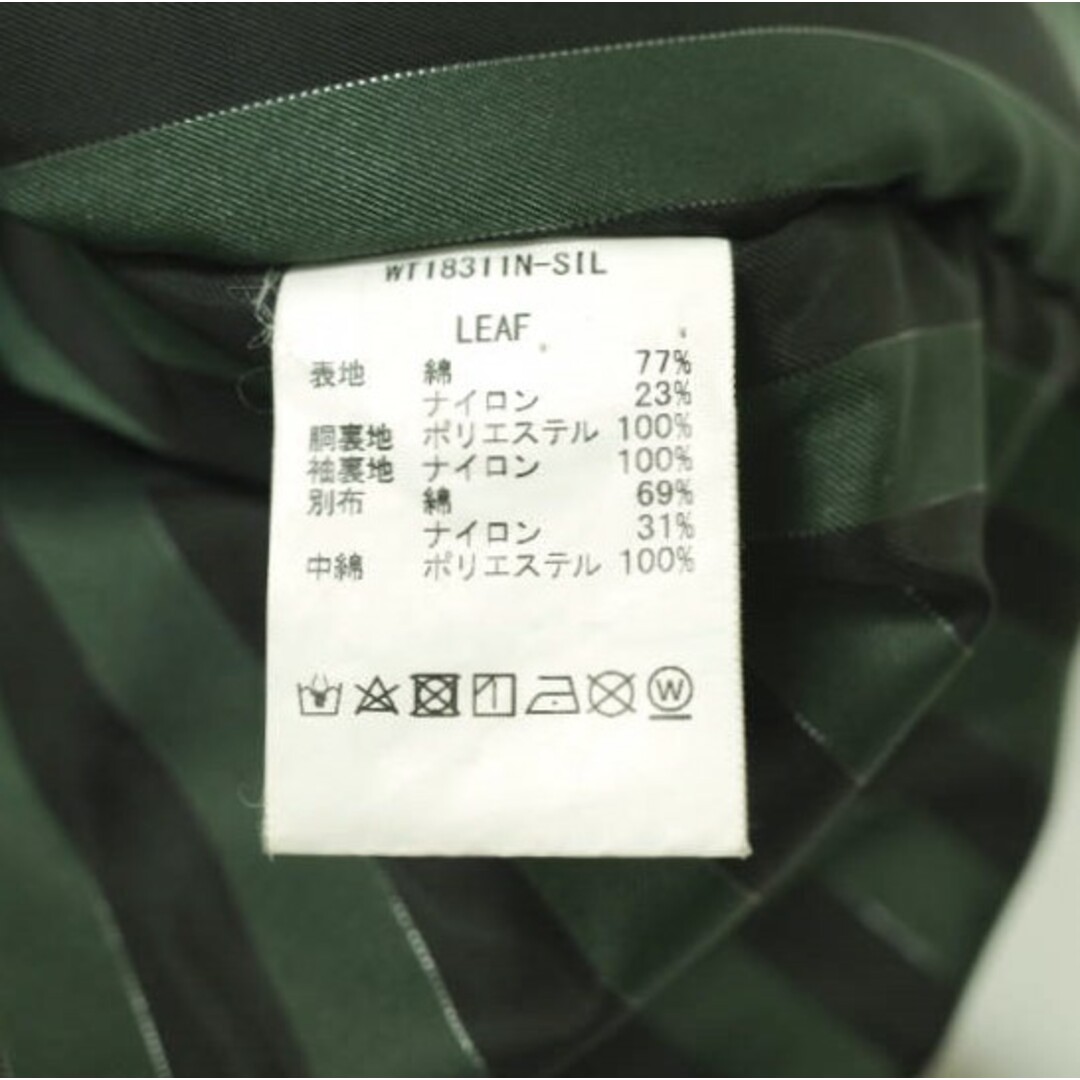 WT18311N-SIL
LEAF
表地 綿 77%
ナイロン 23%
胴裏地 ポリエステル 100%
袖裏地 ナイロン 100%
別布 綿 69%
ナイロン 31%
中綿 ポリエステル 100%
W